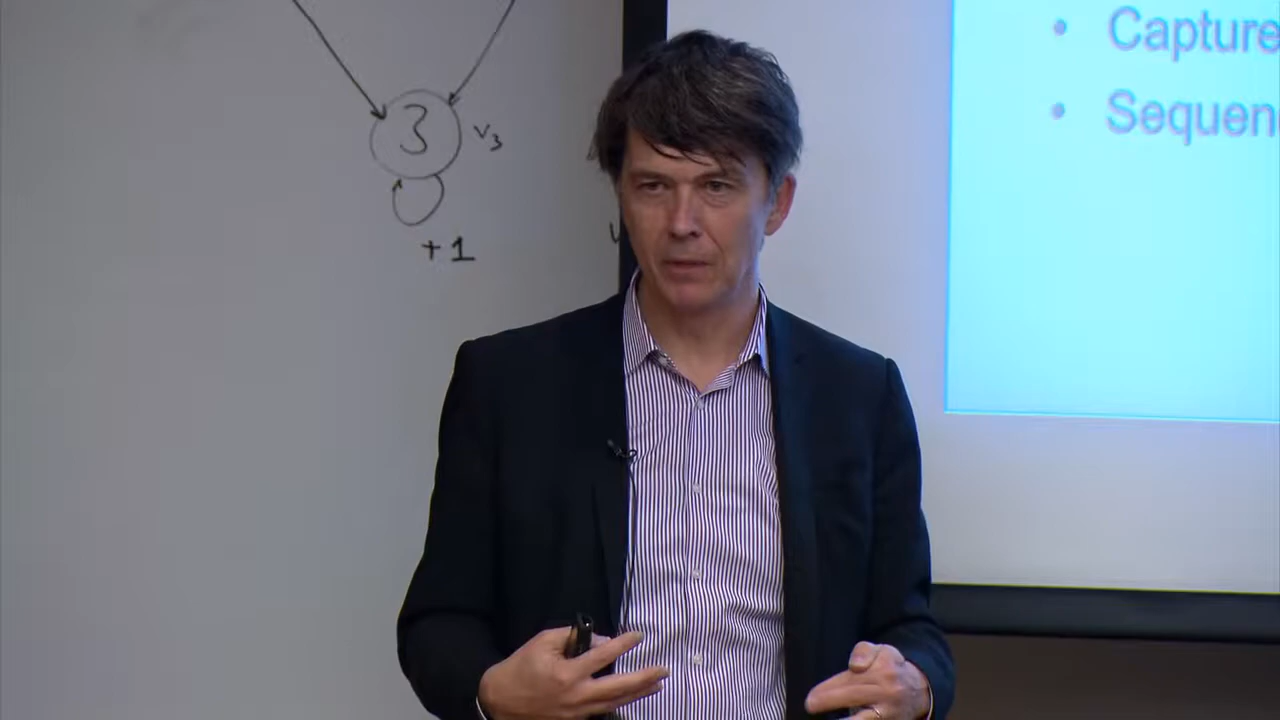 3
v₃
+1
• Capture
• Sequen